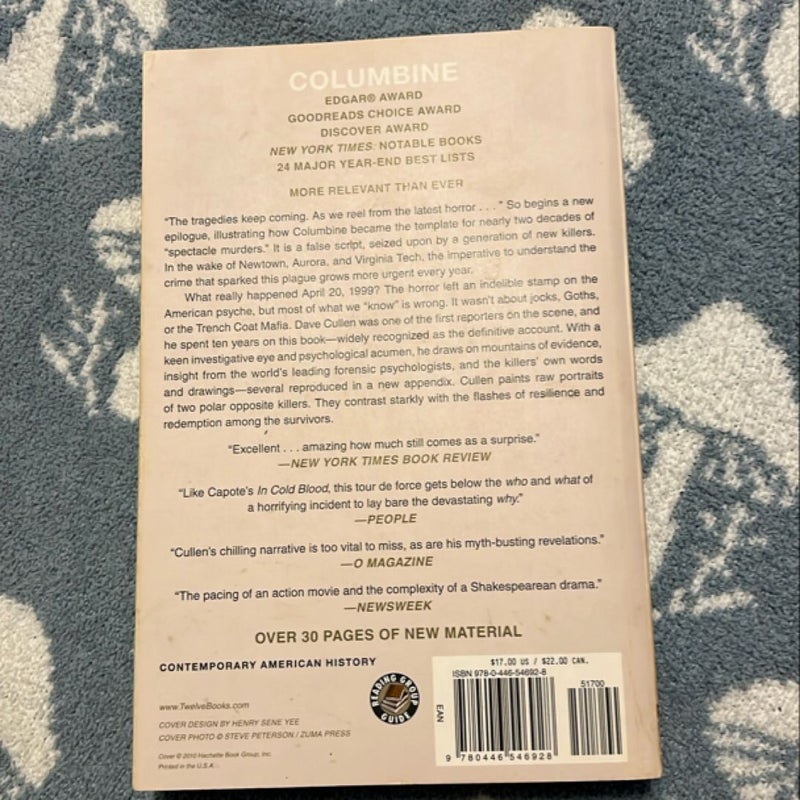 COLUMBINE
EDGAR® AWARD
GOODREADS CHOICE AWARD
DISCOVER AWARD
NEW YORK TIMES NOTABLE BOOKS
24 MAJOR YEAR-END BEST LISTS
MORE RELEVANT THAN EVER
"The tragedies keep coming. As we reel from the latest horror . . . " So begins a new
epilogue, illustrating how Columbine became the template for nearly two decades of
"spectacle murders." It is a false script, seized upon by a generation of new killers.
In the wake of Newtown, Aurora, and Virginia Tech, the imperative to understand the
crime that sparked this plague grows more urgent every year.
What really happened April 20, 1999? The horror left an indelible stamp on the
American psyche, but most of what we "know" is wrong. It wasn't about jocks, Goths,
or the Trench Coat Mafia. Dave Cullen was one of the first reporters on the scene, and
he spent ten years on this book—widely recognized as the definitive account. With a
keen investigative eye and psychological acumen, he draws on mountains of evidence,
insight from the world's leading forensic psychologists, and the killers' own words
and drawings—several reproduced in a new appendix. Cullen paints raw portraits
of two polar opposite killers. They contrast starkly with the flashes of resilience and
redemption among the survivors.
"Excellent . . . amazing how much still comes as a surprise."
—NEW YORK TIMES BOOK REVIEW
"Like Capote's In Cold Blood, this tour de force gets below the who and what of
a horrifying incident to lay bare the devastating why."
—PEOPLE
"Cullen's chilling narrative is too vital to miss, as are his myth-busting revelations."
—O MAGAZINE
"The pacing of an action movie and the complexity of a Shakespearean drama."
—NEWSWEEK
OVER 30 PAGES OF NEW MATERIAL
CONTEMPORARY AMERICAN HISTORY
READING GROUP GUIDE
www.TwelveBooks.com
COVER DESIGN BY HENRY SENE YEE
COVER PHOTO © STEVE PETERSON / ZUMA PRESS
Cover © 2010 Hachette Book Group, Inc.
Printed in the U.S.A.
$17.00 US / $22.00 CAN.
ISBN 978-0-446-54692-8
51700
EAN
9 780446 546928